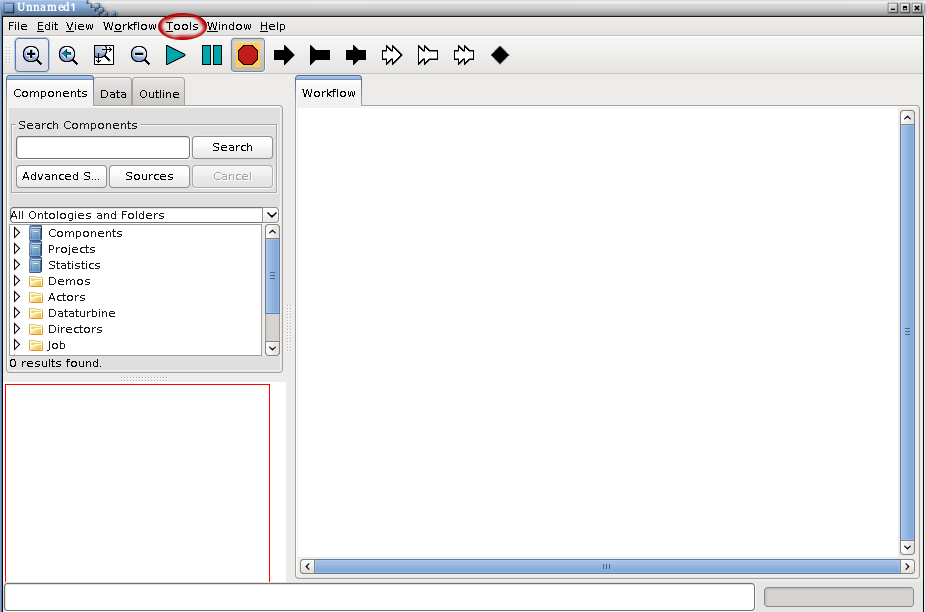 Unnamed1
File Edit View Workflow Tools Window Help
Components Data Outline
Workflow
Search Components
Search
Advanced S... Sources Cancel
All Ontologies and Folders
Components
Projects
Statistics
Demos
Actors
Dataturbine
Directors
Job
0 results found.